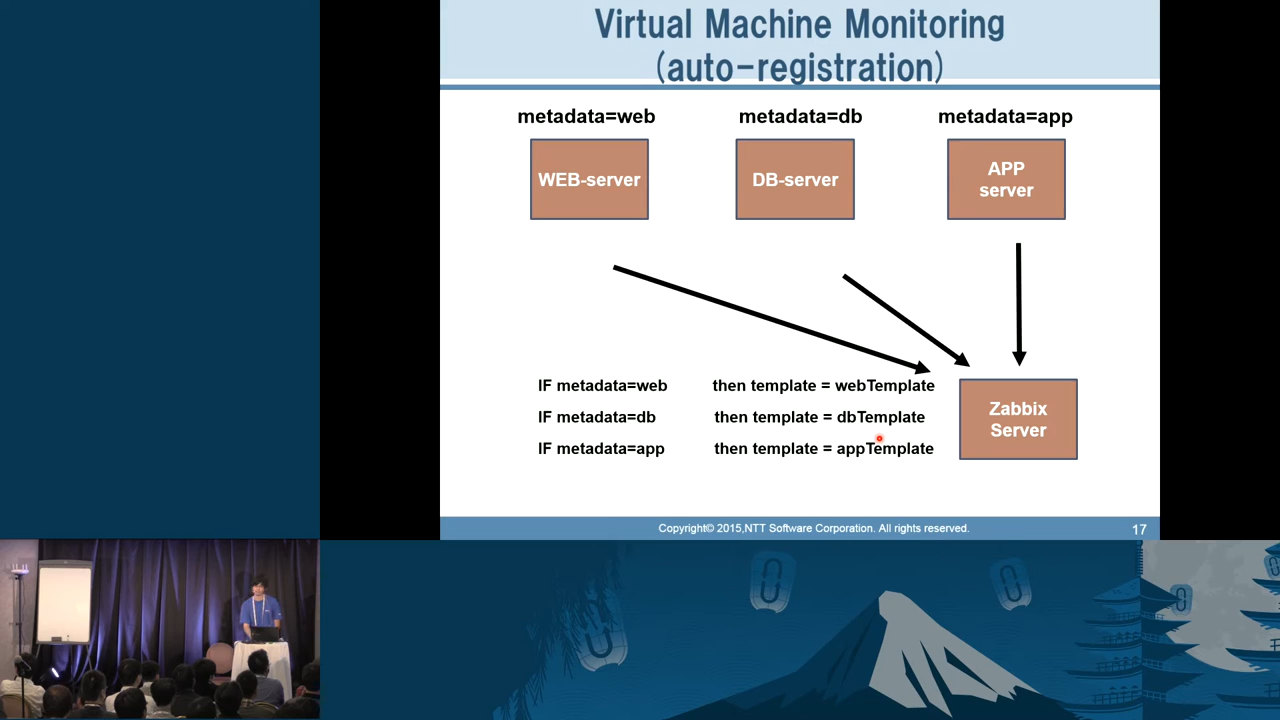 Virtual Machine Monitoring
(auto-registration)
metadata=web
metadata=db
metadata=app
WEB-server
DB-server
APP
server
IF metadata=web then template = webTemplate
IF metadata=db then template = dbTemplate
IF metadata=app then template = appTemplate
Zabbix
Server
Copyright© 2015,NTT Software Corporation. All rights reserved.
17